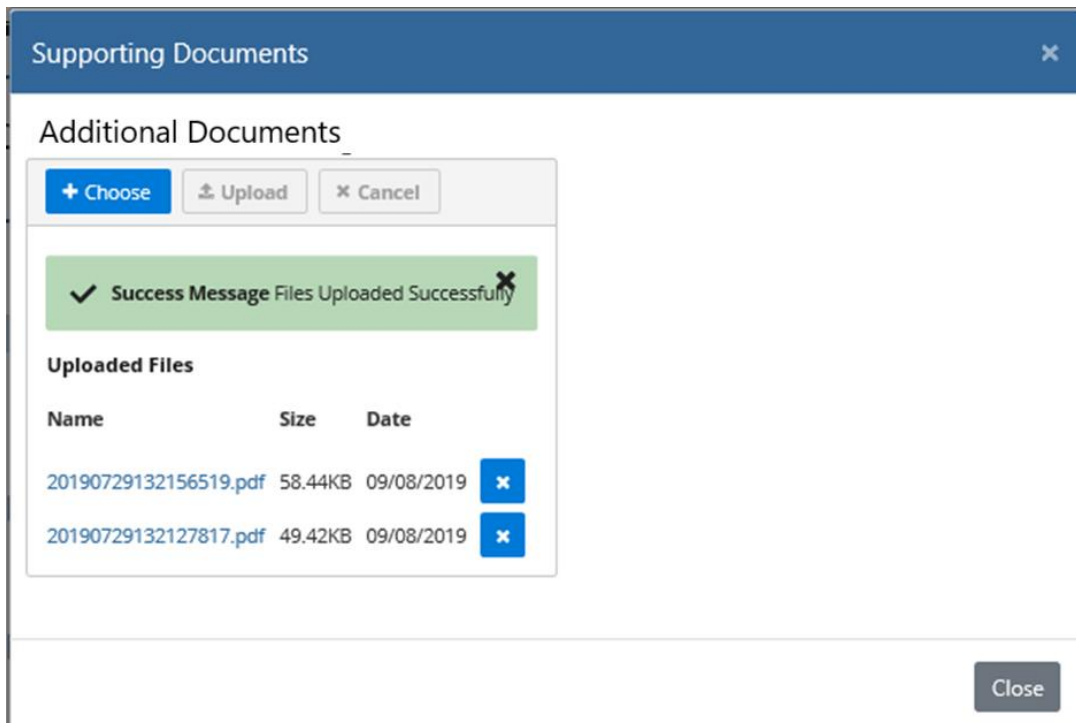 Supporting Documents
Additional Documents
Choose Upload Cancel
Success Message Files Uploaded Successfully
Uploaded Files
Name Size Date
20190729132156519.pdf 58.44KB 09/08/2019
20190729132127817.pdf 49.42KB 09/08/2019
Close